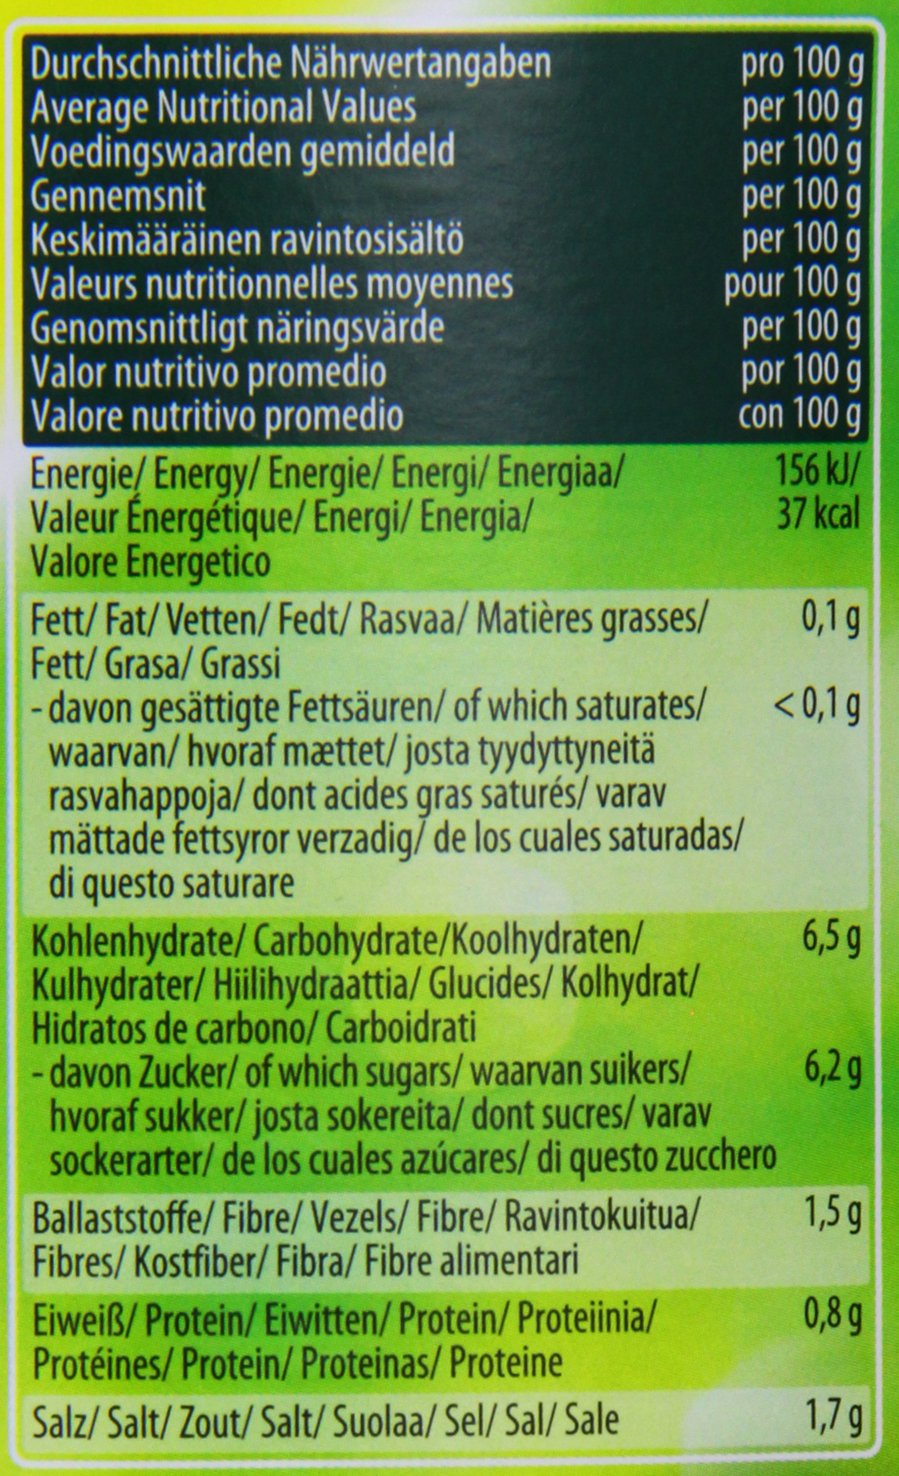 Durchschnittliche Nährwertangaben pro 100 g
Average Nutritional Values per 100 g
Voedingswaarden gemiddeld per 100 g
Gennemsnit per 100 g
Keskimääräinen ravintosisältö per 100 g
Valeurs nutritionnelles moyennes pour 100 g
Genomsnittligt näringsvärde per 100 g
Valor nutritivo promedio por 100 g
Valore nutritivo promedio con 100 g
Energie/ Energy/ Energie/ Energi/ Energiaa/ 156 kJ/
Valeur Énergétique/ Energi/ Energia/ 37 kcal
Valore Energetico
Fett/ Fat/ Vetten/ Fedt/ Rasvaa/ Matières grasses/ 0,1 g
Fett/ Grasa/ Grassi
- davon gesättigte Fettsäuren/ of which saturates/ < 0,1 g
waarvan/ hvoraf mættet/ josta tyydyttyneitä
rasvahappoja/ dont acides gras saturés/ varav
mättade fettsyror verzadig/ de los cuales saturadas/
di questo saturare
Kohlenhydrate/ Carbohydrate/Koolhydraten/ 6,5 g
Kulhydrater/ Hiilihydraattia/ Glucides/ Kolhydrat/
Hidratos de carbono/ Carboidrati
- davon Zucker/ of which sugars/ waarvan suikers/ 6,2 g
hvoraf sukker/ josta sokereita/ dont sucres/ varav
sockerarter/ de los cuales azúcares/ di questo zucchero
Ballaststoffe/ Fibre/ Vezels/ Fibre/ Ravintokuitua/ 1,5 g
Fibres/ Kostfiber/ Fibra/ Fibre alimentari
Eiweiß/ Protein/ Eiwitten/ Protein/ Proteiinia/ 0,8 g
Protéines/ Protein/ Proteinas/ Proteine
Salz/ Salt/ Zout/ Salt/ Suolaa/ Sel/ Sal/ Sale 1,7 g